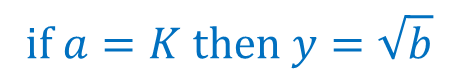 if a = K then y = √b